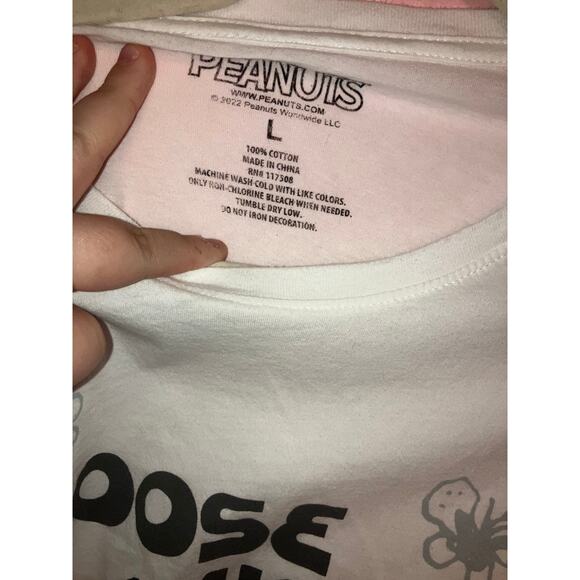 PEANUTS
WWW.PEANUTS.COM
© 2022 Peanuts Worldwide LLC
L
100% COTTON
MADE IN CHINA
RN# 117508
MACHINE WASH COLD WITH LIKE COLORS.
ONLY NON-CHLORINE BLEACH WHEN NEEDED.
TUMBLE DRY LOW.
DO NOT IRON DECORATION.
OOSE